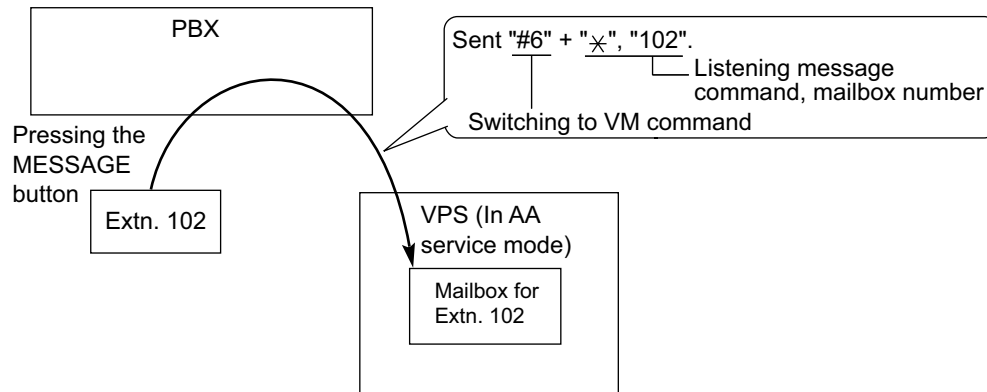 PBX
Sent "#6" + "✳", "102".
Listening message
command, mailbox number
Switching to VM command
Pressing the
MESSAGE
button
Extn. 102
VPS (In AA
service mode)
Mailbox for
Extn. 102